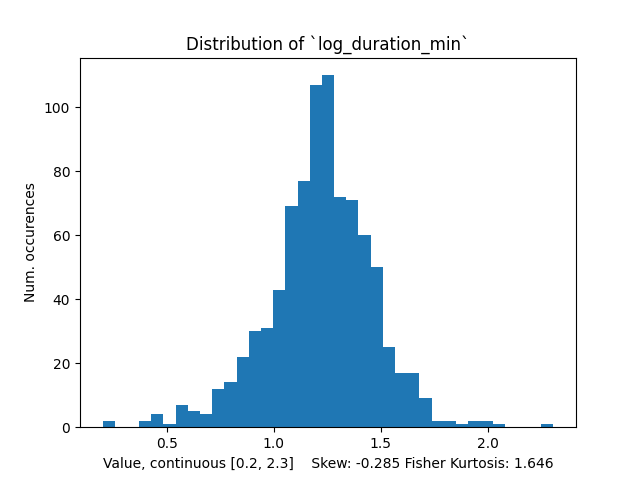 Distribution of `log_duration_min`
Num. occurences
100
80
60
40
20
0
0.5 1.0 1.5 2.0
Value, continuous [0.2, 2.3] Skew: -0.285 Fisher Kurtosis: 1.646